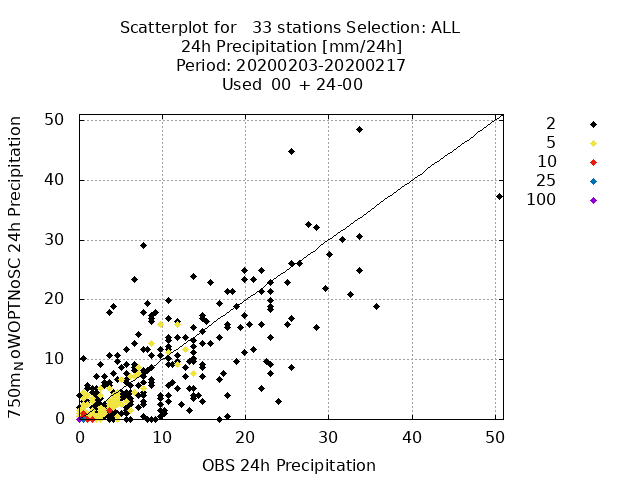 Scatterplot for   33 stations Selection: ALL
24h Precipitation [mm/24h]
Period: 20200203-20200217
Used  00 + 24-00
50
40
30
20
10
0
0 10 20 30 40 50
750m_NoWOPTNoSC 24h Precipitation
OBS 24h Precipitation
2
5
10
25
100